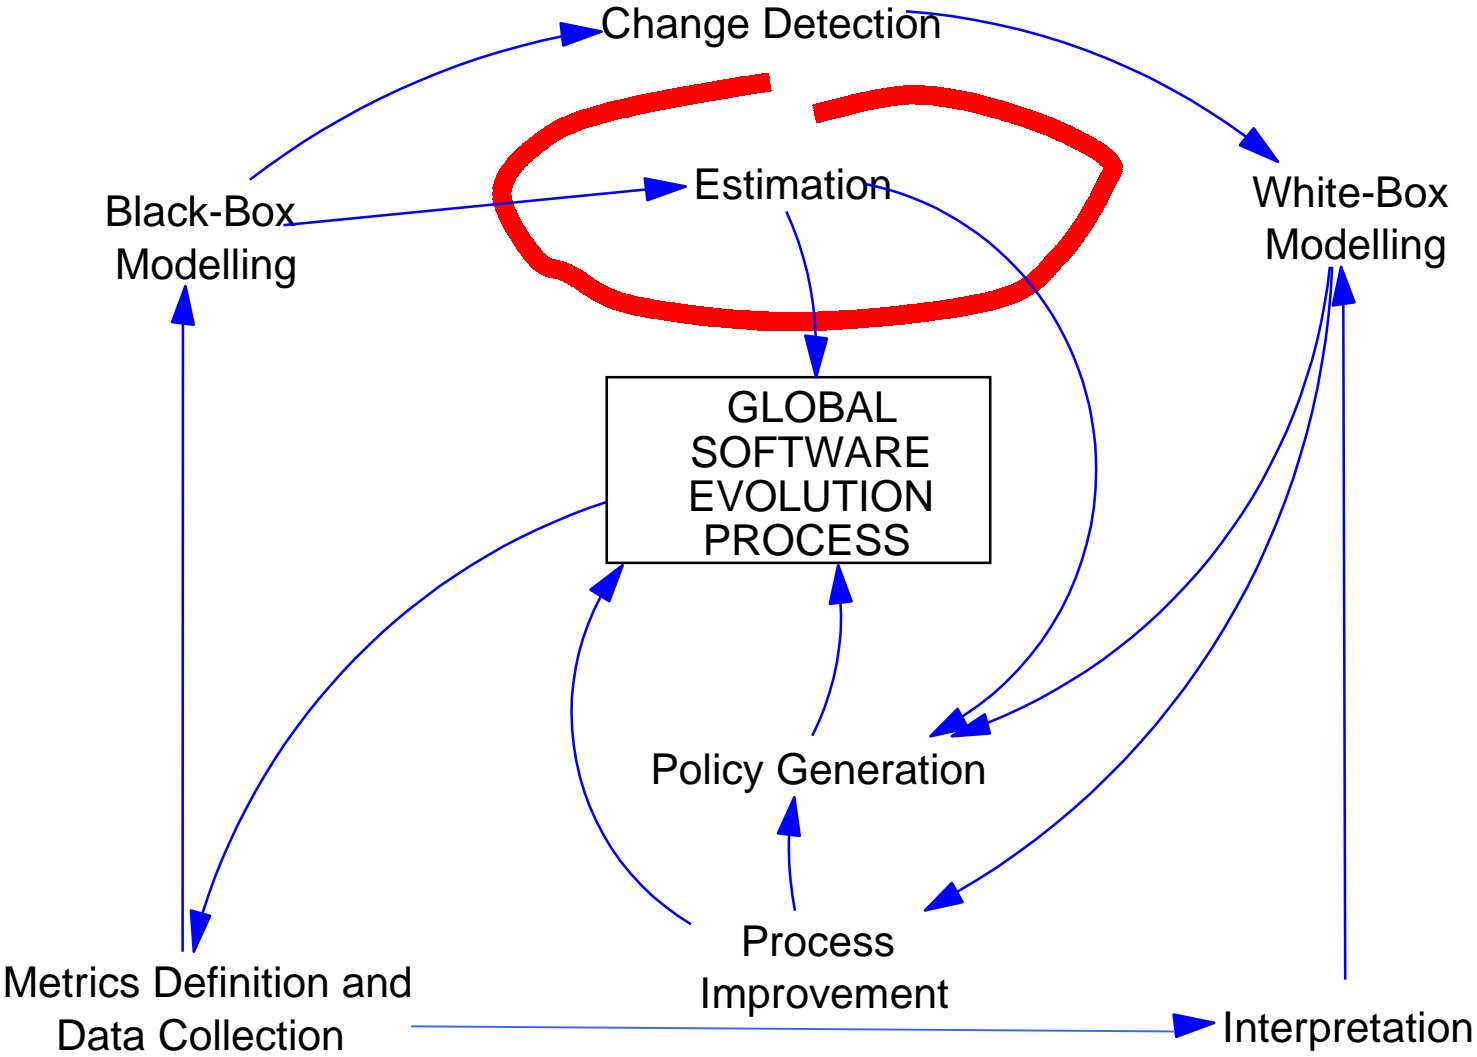 Change Detection
Estimation
Black-Box
Modelling
White-Box
Modelling
GLOBAL
SOFTWARE
EVOLUTION
PROCESS
Policy Generation
Process
Improvement
Metrics Definition and
Data Collection
Interpretation